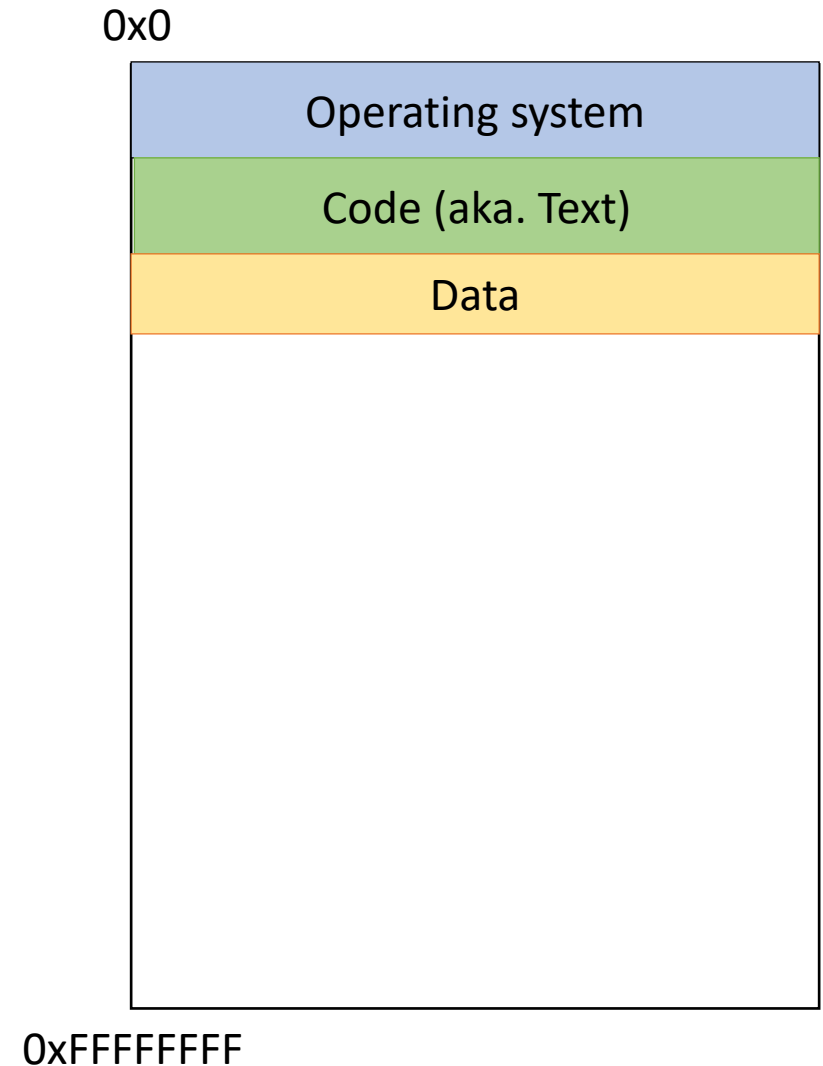 0x0
Operating system
Code (aka. Text)
Data
0xFFFFFFFF